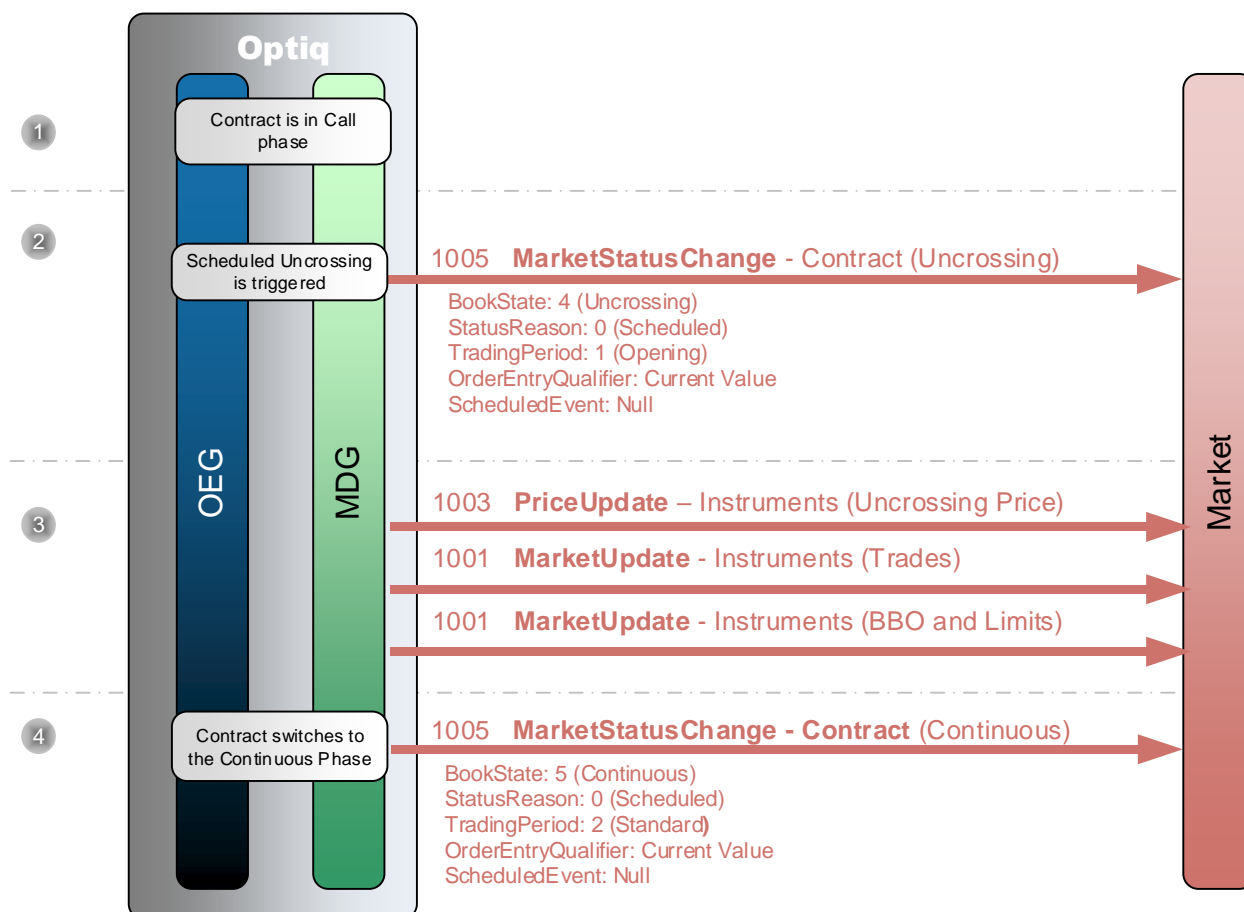 Optiq
1
Contract is in Call
phase
2
Scheduled Uncrossing
is triggered
1005 MarketStatusChange - Contract (Uncrossing)
BookState: 4 (Uncrossing)
StatusReason: 0 (Scheduled)
TradingPeriod: 1 (Opening)
OrderEntryQualifier: Current Value
ScheduledEvent: Null
OEG
MDG
Market
3
1003 PriceUpdate – Instruments (Uncrossing Price)
1001 MarketUpdate - Instruments (Trades)
1001 MarketUpdate - Instruments (BBO and Limits)
4
Contract switches to
the Continuous Phase
1005 MarketStatusChange - Contract (Continuous)
BookState: 5 (Continuous)
StatusReason: 0 (Scheduled)
TradingPeriod: 2 (Standard)
OrderEntryQualifier: Current Value
ScheduledEvent: Null